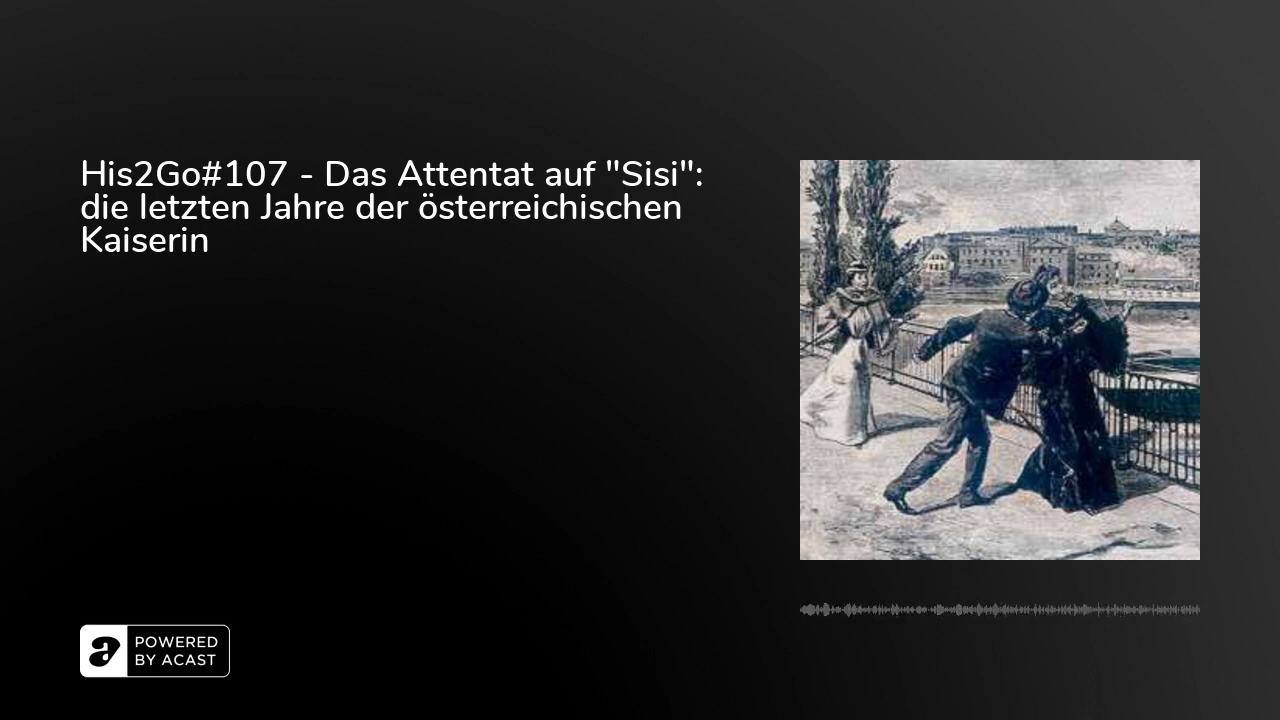 His2Go#107 - Das Attentat auf "Sisi":
die letzten Jahre der österreichischen
Kaiserin
a POWERED
BY ACAST